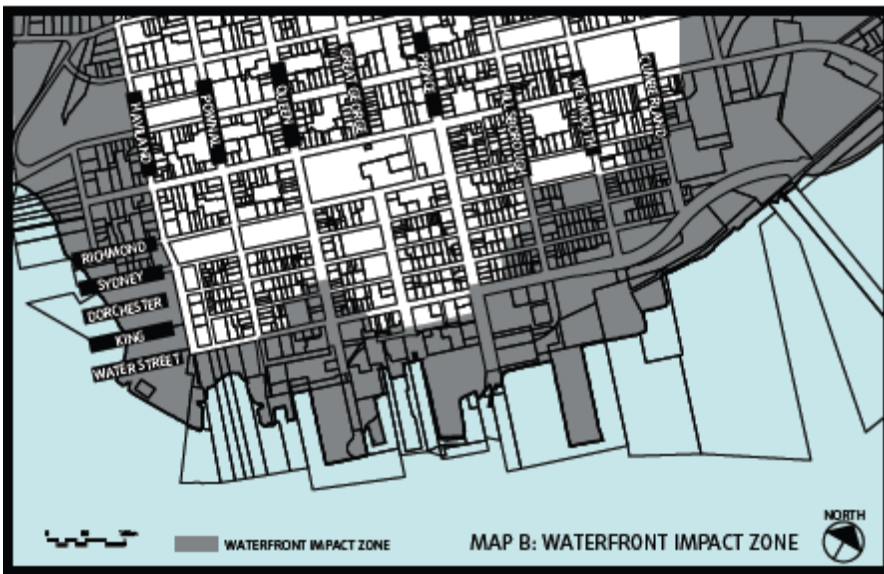 MAITLAND
POWNAL
QUEEN
GREAT GEORGE
PRINCE
HILLSBOROUGH
WEYMOUTH
CUMBERLAND
RICHMOND
SYDNEY
DORCHESTER
KING
WATER STREET
WATERFRONT IMPACT ZONE
MAP B: WATERFRONT IMPACT ZONE
NORTH